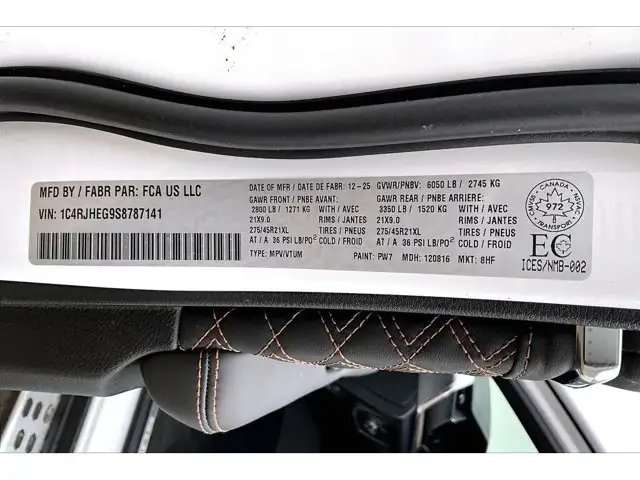 MFD BY / FABR PAR: FCA US LLC
VIN: 1C4RJHEG9S8787141
DATE OF MFR / DATE DE FABR: 12-25 GVWR/PNBV: 6050 LB / 2745 KG
GAWR FRONT / PNBE AVANT: GAWR REAR / PNBE ARRIERE:
2800 LB / 1271 KG WITH / AVEC 3350 LB / 1520 KG WITH / AVEC
21X9.0 RIMS / JANTES 21X9.0 RIMS / JANTES
275/45R21XL TIRES / PNEUS 275/45R21XL TIRES / PNEUS
AT / A 36 PSI LB/PO² COLD / FROID AT / A 36 PSI LB/PO² COLD / FROID
TYPE: MPV/VTUM PAINT: PW7 MDH: 120816 MKT: 8HF
CANADA
972
EC
ICES/NMB-002